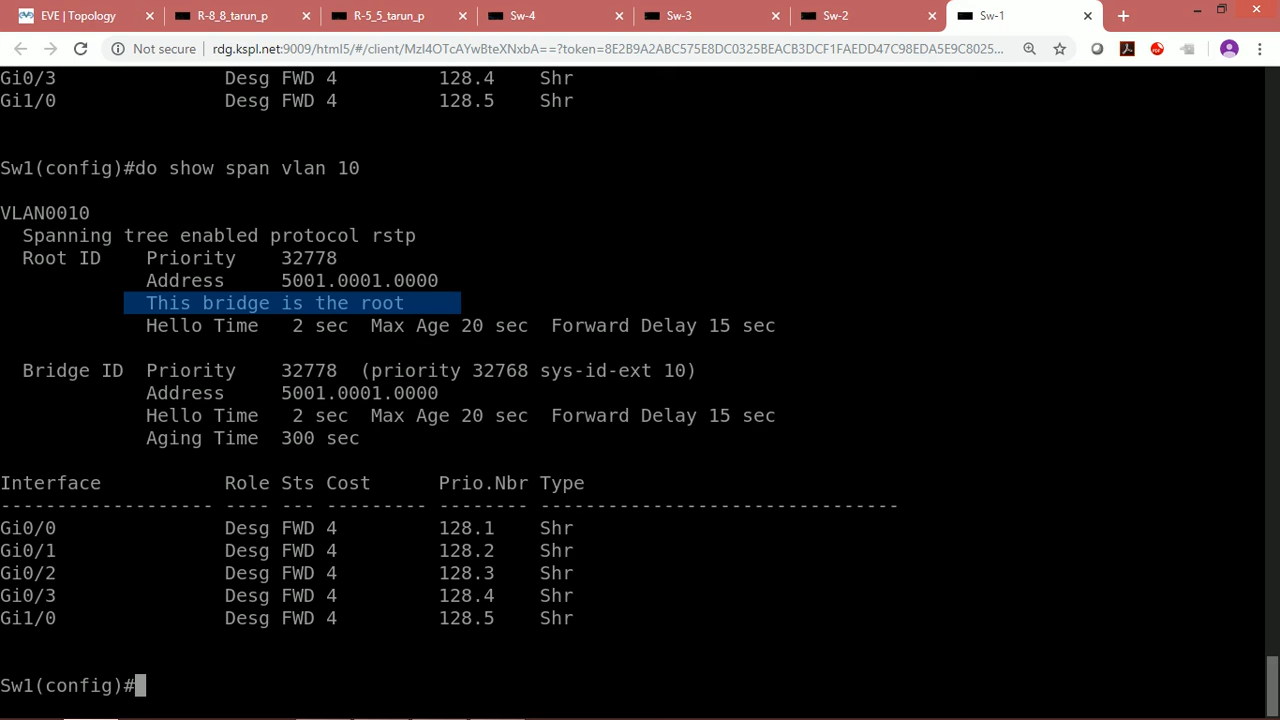 EVE | Topology
R-8_8_tarun_p
R-5_5_tarun_p
Sw-4
Sw-3
Sw-2
Sw-1
Not secure
rdg.kspl.net:9009/html5/#/client/MzI4OTcAYwBteXNxbA==?token=8E2B9A2ABC575E8DC0325BEACB3DCF1FAEDD47C98EDA5E9C8025...
Gi0/3 Desg FWD 4 128.4 Shr
Gi1/0 Desg FWD 4 128.5 Shr
Sw1(config)#do show span vlan 10
VLAN0010
Spanning tree enabled protocol rstp
Root ID Priority 32778
Address 5001.0001.0000
This bridge is the root
Hello Time 2 sec Max Age 20 sec Forward Delay 15 sec
Bridge ID Priority 32778 (priority 32768 sys-id-ext 10)
Address 5001.0001.0000
Hello Time 2 sec Max Age 20 sec Forward Delay 15 sec
Aging Time 300 sec
Interface Role Sts Cost Prio.Nbr Type
------------------- ---- --- --------- -------- --------------------------------
Gi0/0 Desg FWD 4 128.1 Shr
Gi0/1 Desg FWD 4 128.2 Shr
Gi0/2 Desg FWD 4 128.3 Shr
Gi0/3 Desg FWD 4 128.4 Shr
Gi1/0 Desg FWD 4 128.5 Shr
Sw1(config)#